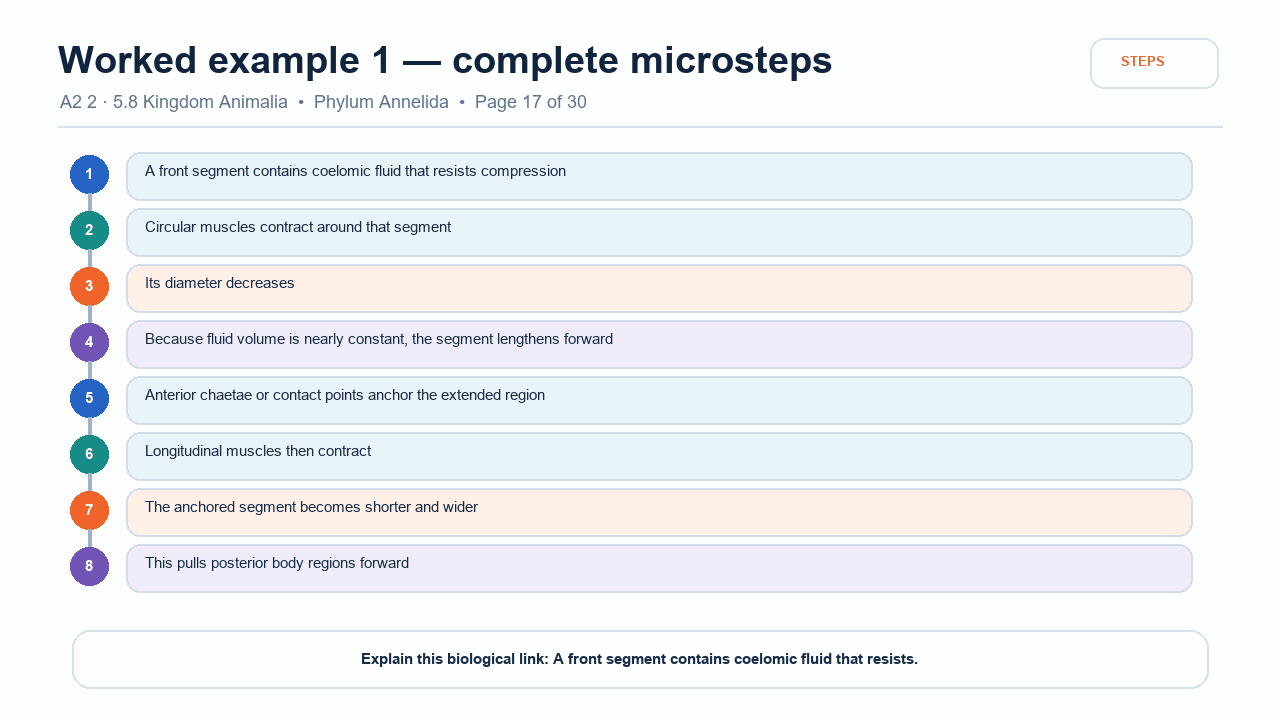 Worked example 1 — complete microsteps
STEPS
A2 2 · 5.8 Kingdom Animalia • Phylum Annelida • Page 17 of 30
1 A front segment contains coelomic fluid that resists compression
2 Circular muscles contract around that segment
3 Its diameter decreases
4 Because fluid volume is nearly constant, the segment lengthens forward
5 Anterior chaetae or contact points anchor the extended region
6 Longitudinal muscles then contract
7 The anchored segment becomes shorter and wider
8 This pulls posterior body regions forward
Explain this biological link: A front segment contains coelomic fluid that resists.